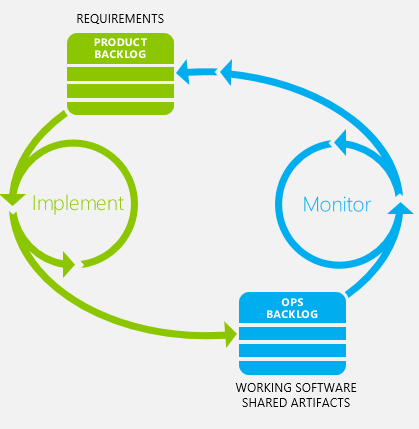 REQUIREMENTS
PRODUCT
BACKLOG
Implement
Monitor
OPS
BACKLOG
WORKING SOFTWARE
SHARED ARTIFACTS